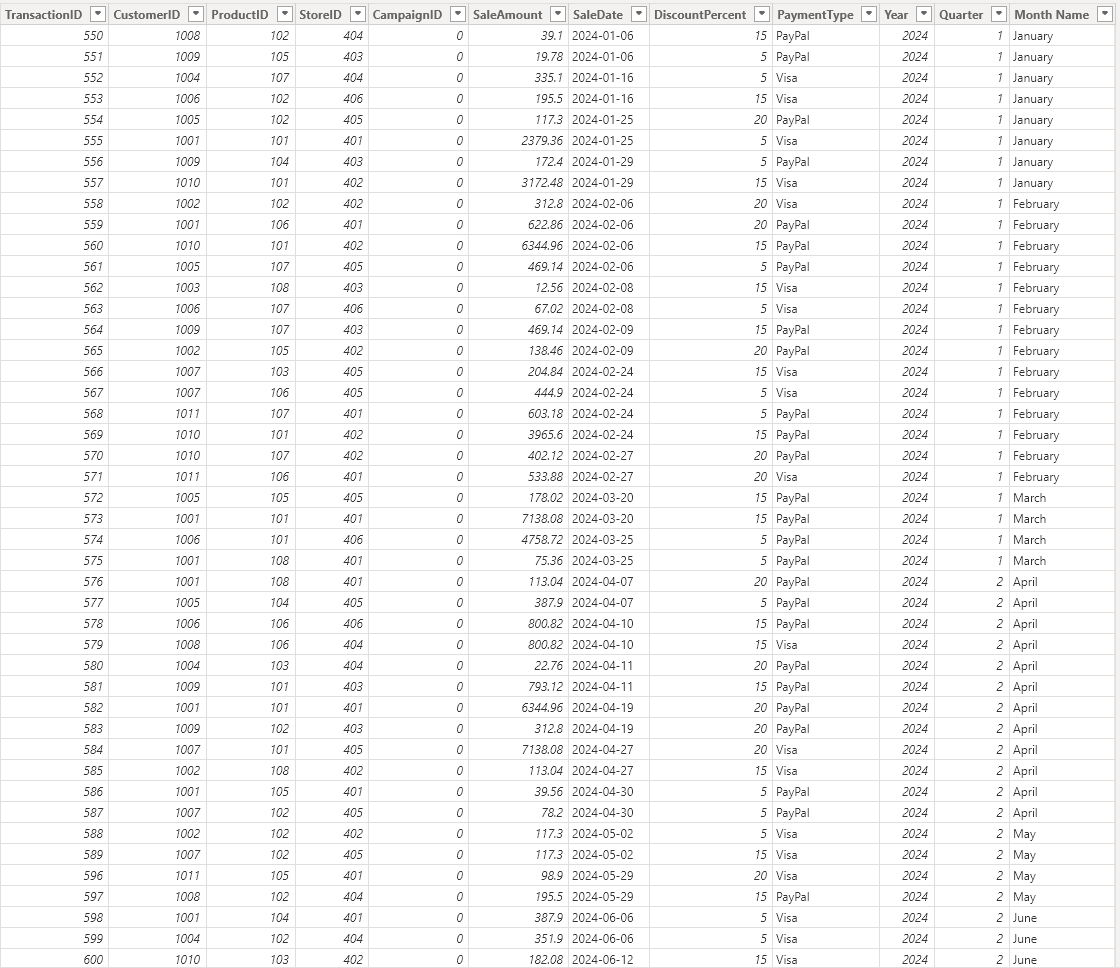 TransactionID CustomerID ProductID StoreID CampaignID SaleAmount SaleDate DiscountPercent PaymentType Year Quarter Month Name
550 1008 102 404 0 39.1 2024-01-06 15 PayPal 2024 1 January
551 1009 105 403 0 19.78 2024-01-06 5 PayPal 2024 1 January
552 1004 107 404 0 335.1 2024-01-16 5 Visa 2024 1 January
553 1006 102 406 0 195.5 2024-01-16 15 Visa 2024 1 January
554 1005 102 405 0 117.3 2024-01-25 20 PayPal 2024 1 January
555 1001 101 401 0 2379.36 2024-01-25 5 Visa 2024 1 January
556 1009 104 403 0 172.4 2024-01-29 5 PayPal 2024 1 January
557 1010 101 402 0 3172.48 2024-01-29 15 Visa 2024 1 January
558 1002 102 402 0 312.8 2024-02-06 20 Visa 2024 1 February
559 1001 106 401 0 622.86 2024-02-06 20 PayPal 2024 1 February
560 1010 101 402 0 6344.96 2024-02-06 15 PayPal 2024 1 February
561 1005 107 405 0 469.14 2024-02-06 5 PayPal 2024 1 February
562 1003 108 403 0 12.56 2024-02-08 15 Visa 2024 1 February
563 1006 107 406 0 67.02 2024-02-08 5 Visa 2024 1 February
564 1009 107 403 0 469.14 2024-02-09 15 PayPal 2024 1 February
565 1002 105 402 0 138.46 2024-02-09 20 PayPal 2024 1 February
566 1007 103 405 0 204.84 2024-02-24 15 Visa 2024 1 February
567 1007 106 405 0 444.9 2024-02-24 5 Visa 2024 1 February
568 1011 107 401 0 603.18 2024-02-24 5 PayPal 2024 1 February
569 1010 101 402 0 3965.6 2024-02-24 15 PayPal 2024 1 February
570 1010 107 402 0 402.12 2024-02-27 20 PayPal 2024 1 February
571 1011 106 401 0 533.88 2024-02-27 20 Visa 2024 1 February
572 1005 105 405 0 178.02 2024-03-20 15 PayPal 2024 1 March
573 1001 101 401 0 7138.08 2024-03-20 15 PayPal 2024 1 March
574 1006 101 406 0 4758.72 2024-03-25 5 PayPal 2024 1 March
575 1001 108 401 0 75.36 2024-03-25 5 PayPal 2024 1 March
576 1001 108 401 0 113.04 2024-04-07 20 PayPal 2024 2 April
577 1005 104 405 0 387.9 2024-04-07 5 PayPal 2024 2 April
578 1006 106 406 0 800.82 2024-04-10 15 PayPal 2024 2 April
579 1008 106 404 0 800.82 2024-04-10 15 Visa 2024 2 April
580 1004 103 404 0 22.76 2024-04-11 20 PayPal 2024 2 April
581 1009 101 403 0 793.12 2024-04-11 15 PayPal 2024 2 April
582 1001 101 401 0 6344.96 2024-04-19 20 PayPal 2024 2 April
583 1009 102 403 0 312.8 2024-04-19 20 PayPal 2024 2 April
584 1007 101 405 0 7138.08 2024-04-27 20 Visa 2024 2 April
585 1002 108 402 0 113.04 2024-04-27 15 Visa 2024 2 April
586 1001 105 401 0 39.56 2024-04-30 5 PayPal 2024 2 April
587 1007 102 405 0 78.2 2024-04-30 5 PayPal 2024 2 April
588 1002 102 402 0 117.3 2024-05-02 5 Visa 2024 2 May
589 1007 102 405 0 117.3 2024-05-02 15 Visa 2024 2 May
596 1011 105 401 0 98.9 2024-05-29 20 Visa 2024 2 May
597 1008 102 404 0 195.5 2024-05-29 15 PayPal 2024 2 May
598 1001 104 401 0 387.9 2024-06-06 5 Visa 2024 2 June
599 1004 102 404 0 351.9 2024-06-06 5 Visa 2024 2 June
600 1010 103 402 0 182.08 2024-06-12 15 Visa 2024 2 June